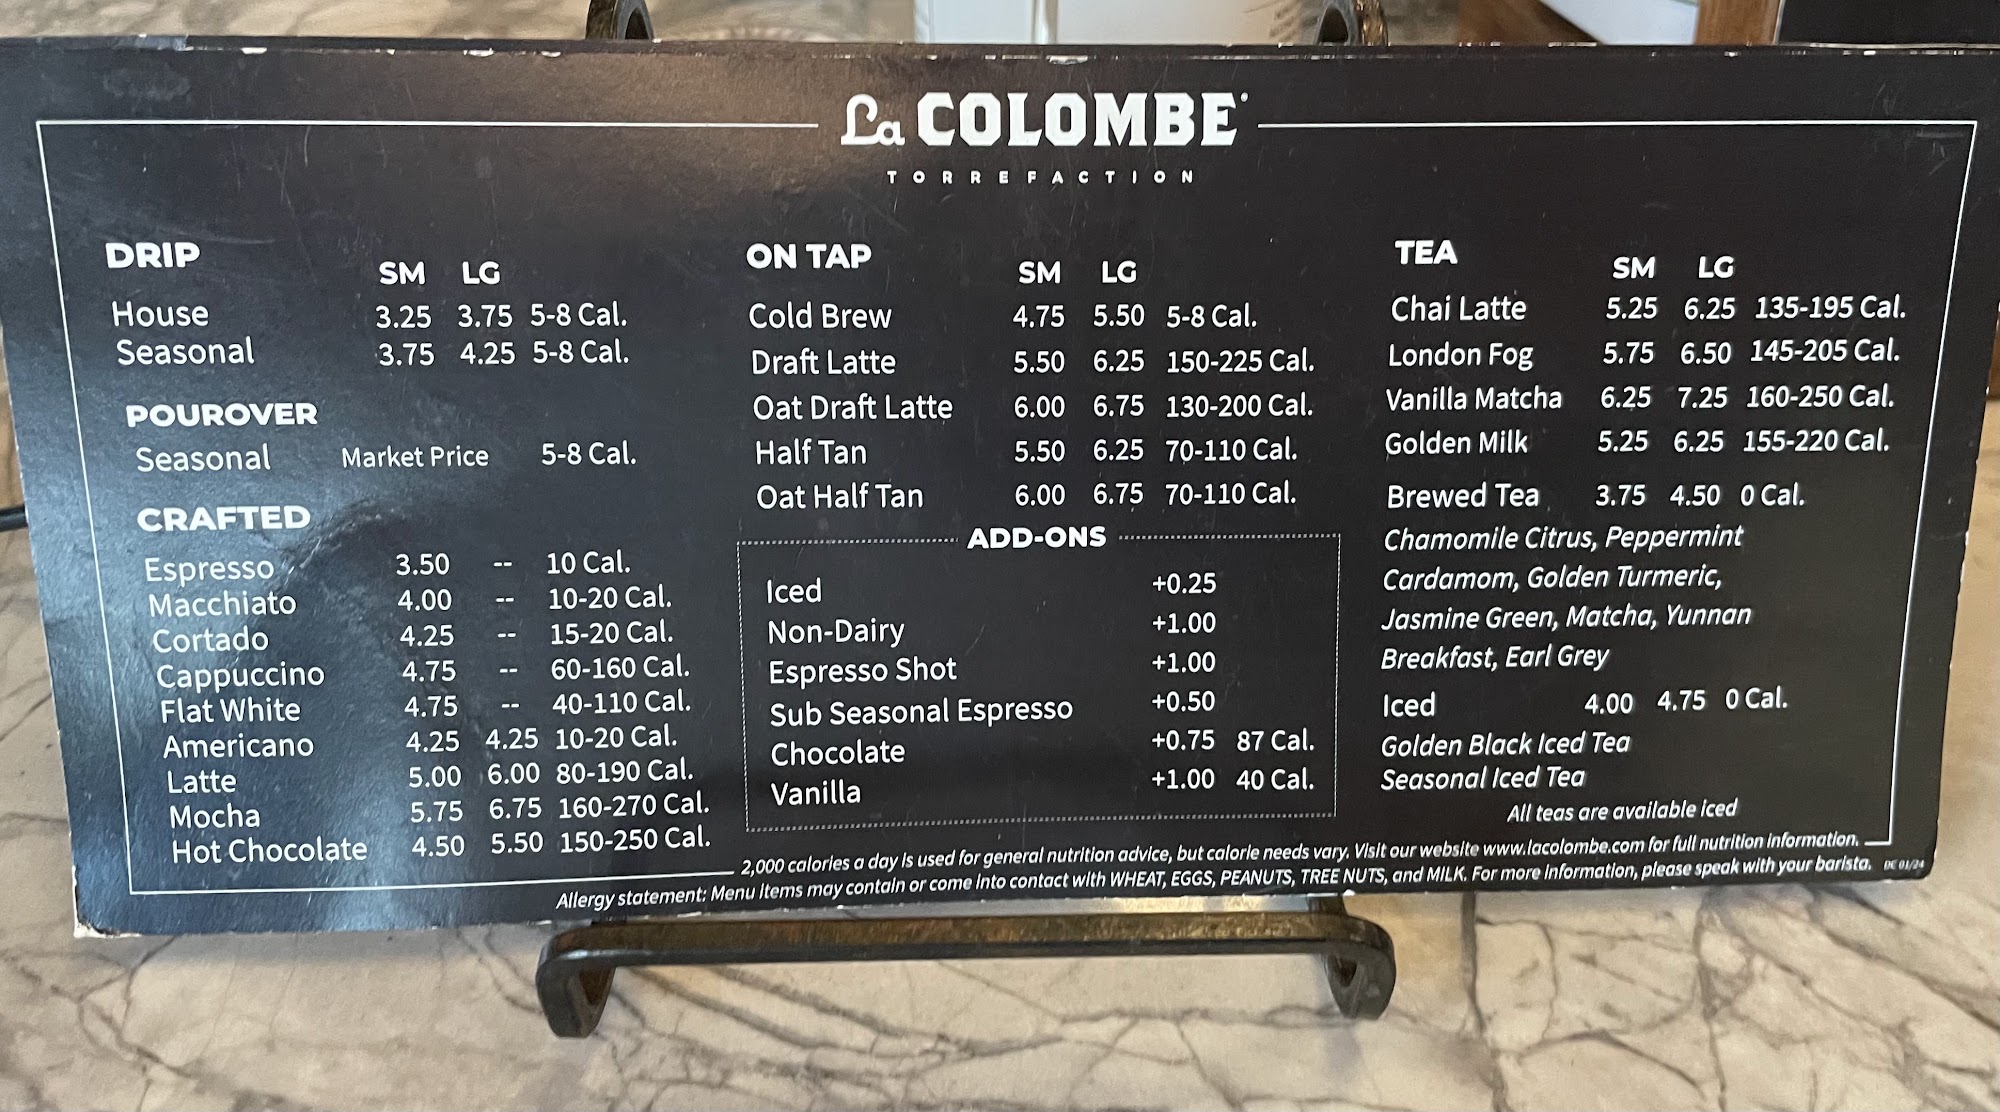 La COLOMBE
TORREFACTION
DRIP
SM LG
House 3.25 3.75 5-8 Cal.
Seasonal 3.75 4.25 5-8 Cal.
POUROVER
Seasonal Market Price 5-8 Cal.
CRAFTED
Espresso 3.50 -- 10 Cal.
Macchiato 4.00 -- 10-20 Cal.
Cortado 4.25 -- 15-20 Cal.
Cappuccino 4.75 -- 60-160 Cal.
Flat White 4.75 -- 40-110 Cal.
Americano 4.25 4.25 10-20 Cal.
Latte 5.00 6.00 80-190 Cal.
Mocha 5.75 6.75 160-270 Cal.
Hot Chocolate 4.50 5.50 150-250 Cal.
ON TAP
SM LG
Cold Brew 4.75 5.50 5-8 Cal.
Draft Latte 5.50 6.25 150-225 Cal.
Oat Draft Latte 6.00 6.75 130-200 Cal.
Half Tan 5.50 6.25 70-110 Cal.
Oat Half Tan 6.00 6.75 70-110 Cal.
ADD-ONS
Iced +0.25
Non-Dairy +1.00
Espresso Shot +1.00
Sub Seasonal Espresso +0.50
Chocolate +0.75 87 Cal.
Vanilla +1.00 40 Cal.
TEA
SM LG
Chai Latte 5.25 6.25 135-195 Cal.
London Fog 5.75 6.50 145-205 Cal.
Vanilla Matcha 6.25 7.25 160-250 Cal.
Golden Milk 5.25 6.25 155-220 Cal.
Brewed Tea 3.75 4.50 0 Cal.
Chamomile Citrus, Peppermint
Cardamom, Golden Turmeric,
Jasmine Green, Matcha, Yunnan
Breakfast, Earl Grey
Iced 4.00 4.75 0 Cal.
Golden Black Iced Tea
Seasonal Iced Tea
All teas are available iced
2,000 calories a day is used for general nutrition advice, but calorie needs vary. Visit our website www.lacolombe.com for full nutrition information.
Allergy statement: Menu items may contain or come into contact with WHEAT, EGGS, PEANUTS, TREE NUTS, and MILK. For more information, please speak with your barista. DC 01/24